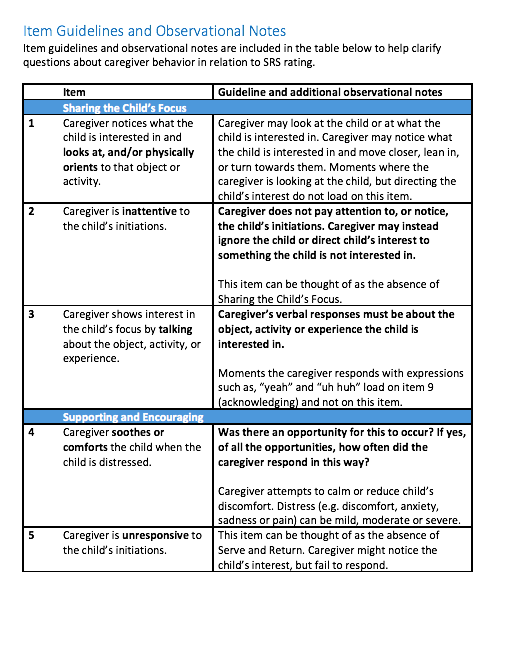 Item Guidelines and Observational Notes
Item guidelines and observational notes are included in the table below to help clarify
questions about caregiver behavior in relation to SRS rating.
Item Guideline and additional observational notes
Sharing the Child's Focus
1 Caregiver notices what the
child is interested in and
looks at, and/or physically
orients to that object or
activity.
Caregiver may look at the child or at what the
child is interested in. Caregiver may notice what
the child is interested in and move closer, lean in,
or turn towards them. Moments where the
caregiver is looking at the child, but directing the
child's interest do not load on this item.
2 Caregiver is inattentive to
the child's initiations.
Caregiver does not pay attention to, or notice,
the child's initiations. Caregiver may instead
ignore the child or direct child's interest to
something the child is not interested in.
This item can be thought of as the absence of
Sharing the Child's Focus.
3 Caregiver shows interest in
the child's focus by talking
about the object, activity, or
experience.
Caregiver's verbal responses must be about the
object, activity or experience the child is
interested in.
Moments the caregiver responds with expressions
such as, "yeah" and "uh huh" load on item 9
(acknowledging) and not on this item.
Supporting and Encouraging
4 Caregiver soothes or
comforts the child when the
child is distressed.
Was there an opportunity for this to occur? If yes,
of all the opportunities, how often did the
caregiver respond in this way?
Caregiver attempts to calm or reduce child's
discomfort. Distress (e.g. discomfort, anxiety,
sadness or pain) can be mild, moderate or severe.
5 Caregiver is unresponsive to
the child's initiations.
This item can be thought of as the absence of
Serve and Return. Caregiver might notice the
child's interest, but fail to respond.